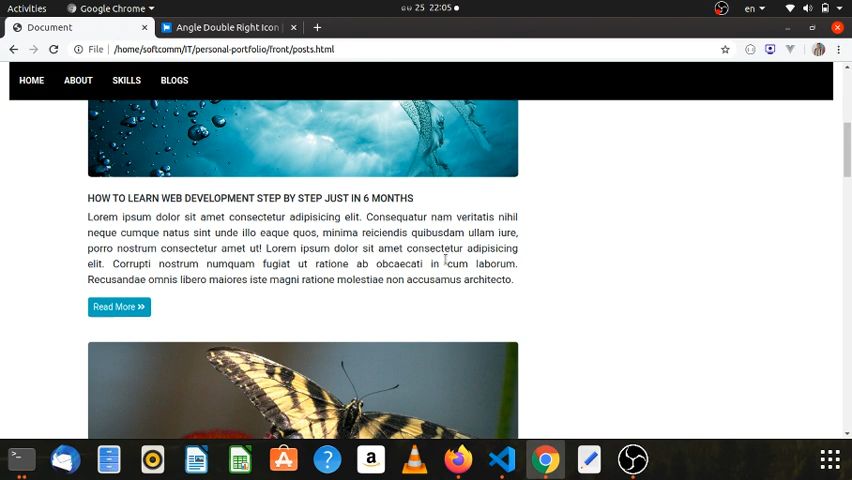 Activities
Google Chrome
25 22:05
en
Document
Angle Double Right Icon
File
/home/softcomm/IT/personal-portfolio/front/posts.html
HOME
ABOUT
SKILLS
BLOGS
HOW TO LEARN WEB DEVELOPMENT STEP BY STEP JUST IN 6 MONTHS
Lorem ipsum dolor sit amet consectetur adipisicing elit. Consequatur nam veritatis nihil
neque cumque natus sint unde illo eaque quos, minima reiciendis quibusdam ullam iure,
porro nostrum consectetur amet ut! Lorem ipsum dolor sit amet consectetur adipisicing
elit. Corrupti nostrum numquam fugiat ut ratione ab obcaecati in cum laborum.
Recusandae omnis libero maiores iste magni ratione molestiae non accusamus architecto.
Read More